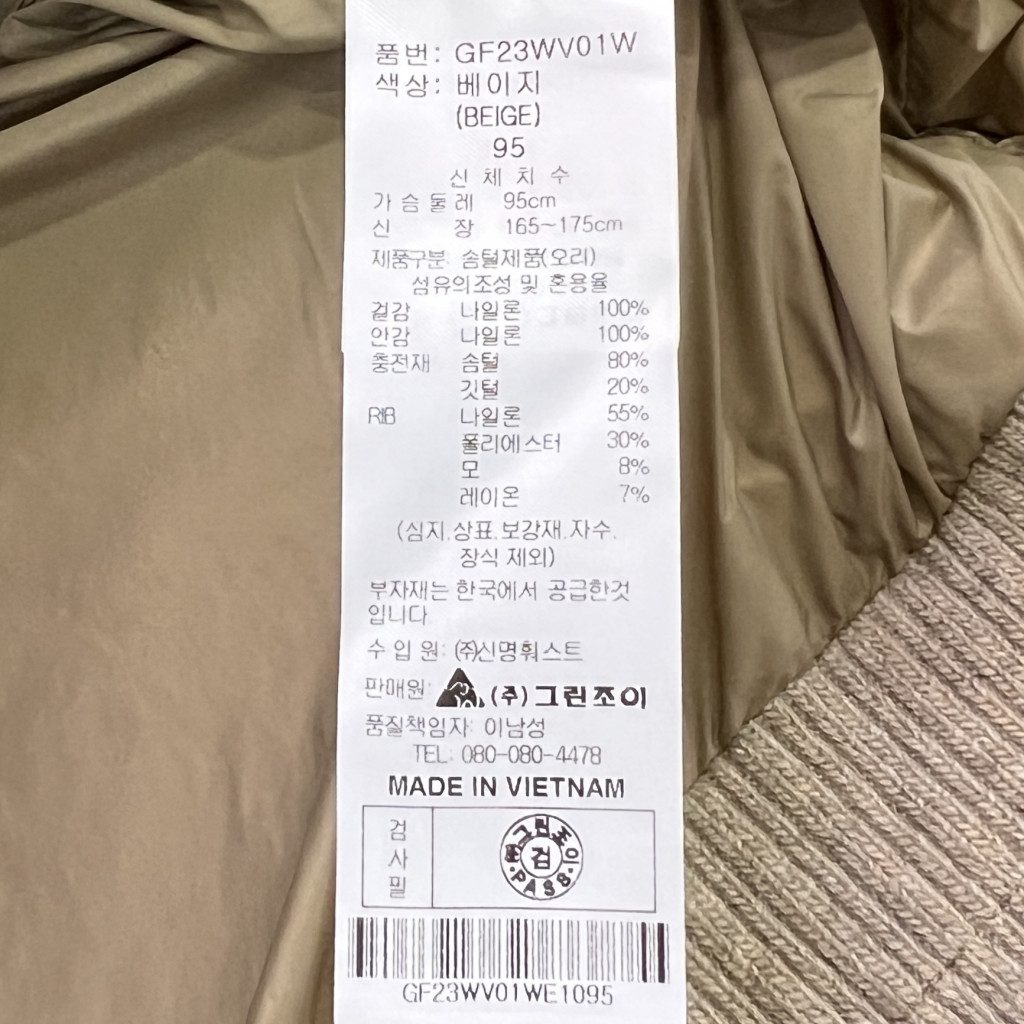 품번: GF23WV01W
색상: 베이지
(BEIGE)
95
신 체 치 수
가 슴 둘 레 95cm
신 장 165~175cm
제품구분: 솜털제품(오리)
섬유의조성 및 혼용율
겉감 나일론 100%
안감 나일론 100%
충전재 솜털 80%
깃털 20%
RIB 나일론 55%
폴리에스터 30%
모 8%
레이온 7%
(심지.상표.보강재.자수.
장식 제외)
부자재는 한국에서 공급한것
입니다.
수 입 원: (주)신명훠스트
판매원: (주)그린조이
품질책임자: 이남성
TEL: 080-080-4478
MADE IN VIETNAM
검
사
필
그린조이
검
PASS
GF23WV01WE1095